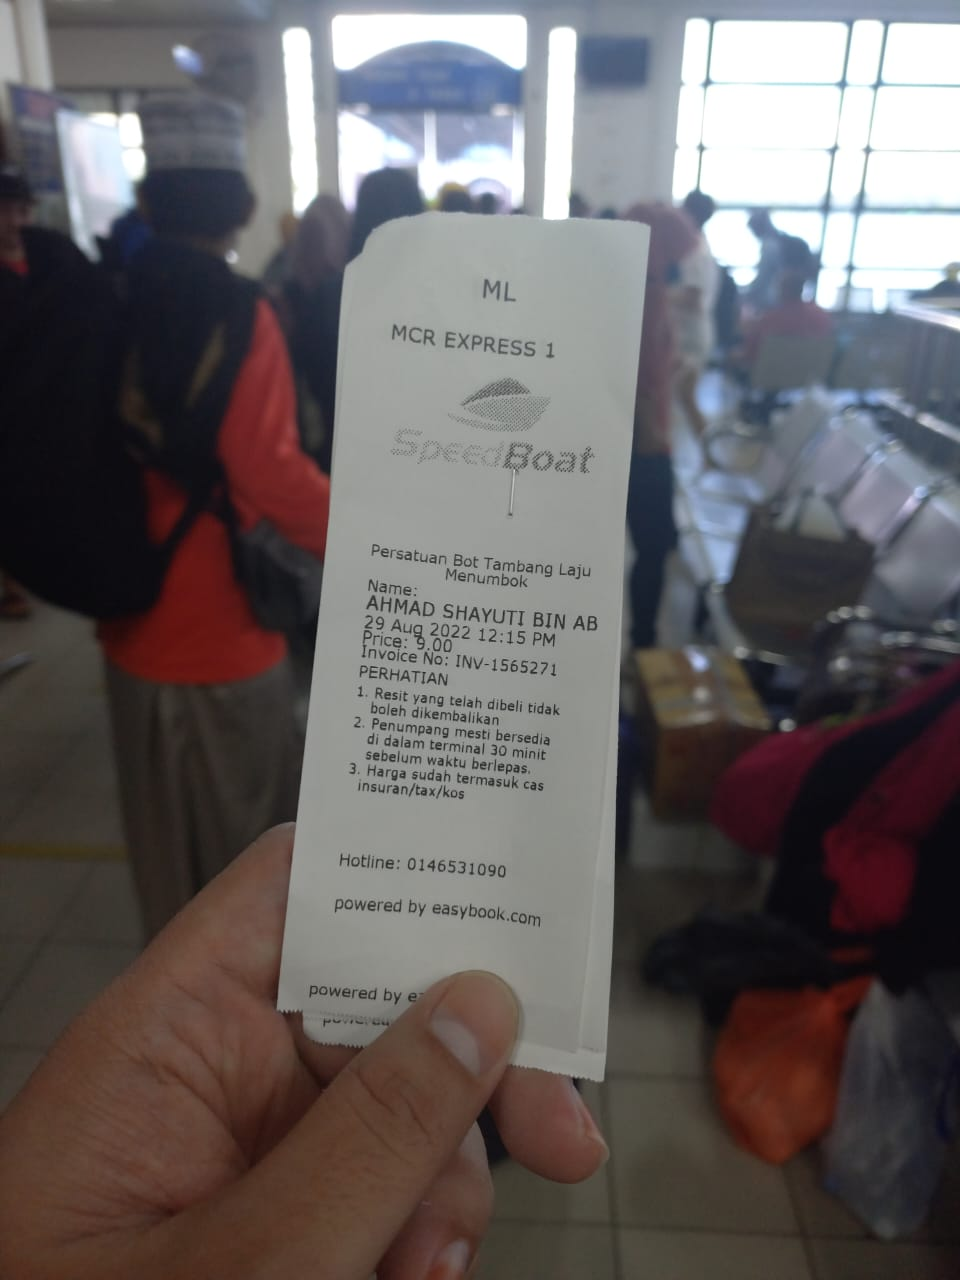 ML
MCR EXPRESS 1
SpeedBoat
Persatuan Bot Tambang Laju
Menumbok
Name:
AHMAD SHAYUTI BIN AB
29 Aug 2022 12:15 PM
Price: 9.00
Invoice No: INV-1565271
PERHATIAN
1. Resit yang telah dibeli tidak
boleh dikembalikan
2. Penumpang mesti bersedia
di dalam terminal 30 minit
sebelum waktu berlepas.
3. Harga sudah termasuk cas
insuran/tax/kos
Hotline: 0146531090
powered by easybook.com
powered by ea
powered